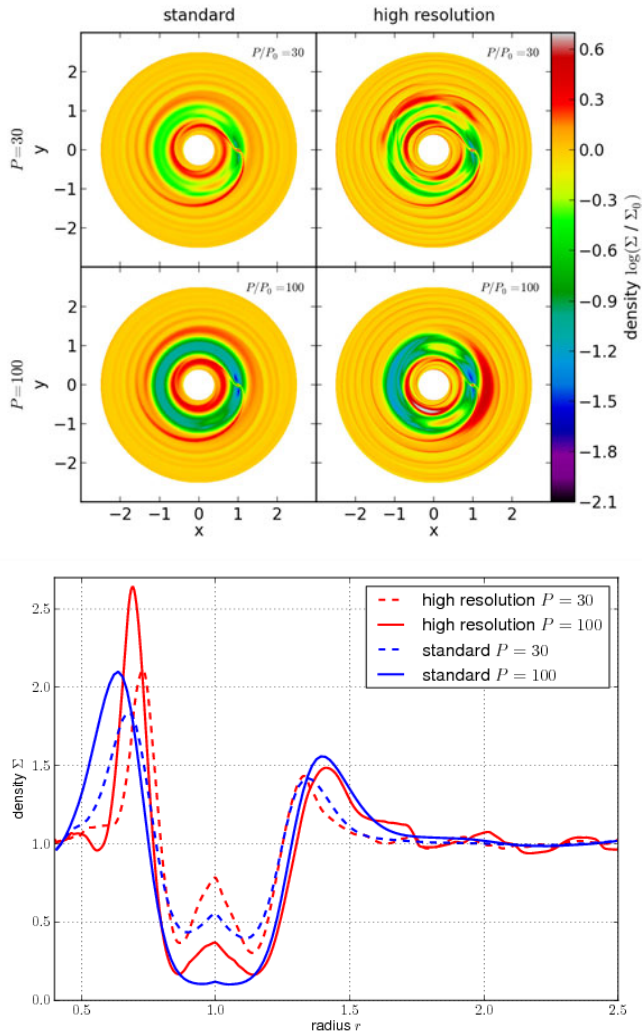 standard high resolution
P/P₀ = 30 P/P₀ = 30
P = 30
y
2
1
0
−1
−2
P/P₀ = 100 P/P₀ = 100
P = 100
y
2
1
0
−1
−2
−2 −1 0 1 2 −2 −1 0 1 2
x x
0.6
0.3
0.0
−0.3
−0.6
−0.9
−1.2
−1.5
−1.8
−2.1
density log(Σ / Σ₀)
high resolution P = 30
high resolution P = 100
standard P = 30
standard P = 100
2.5
2.0
1.5
1.0
0.5
0.0
density Σ
0.5 1.0 1.5 2.0 2.5
radius r